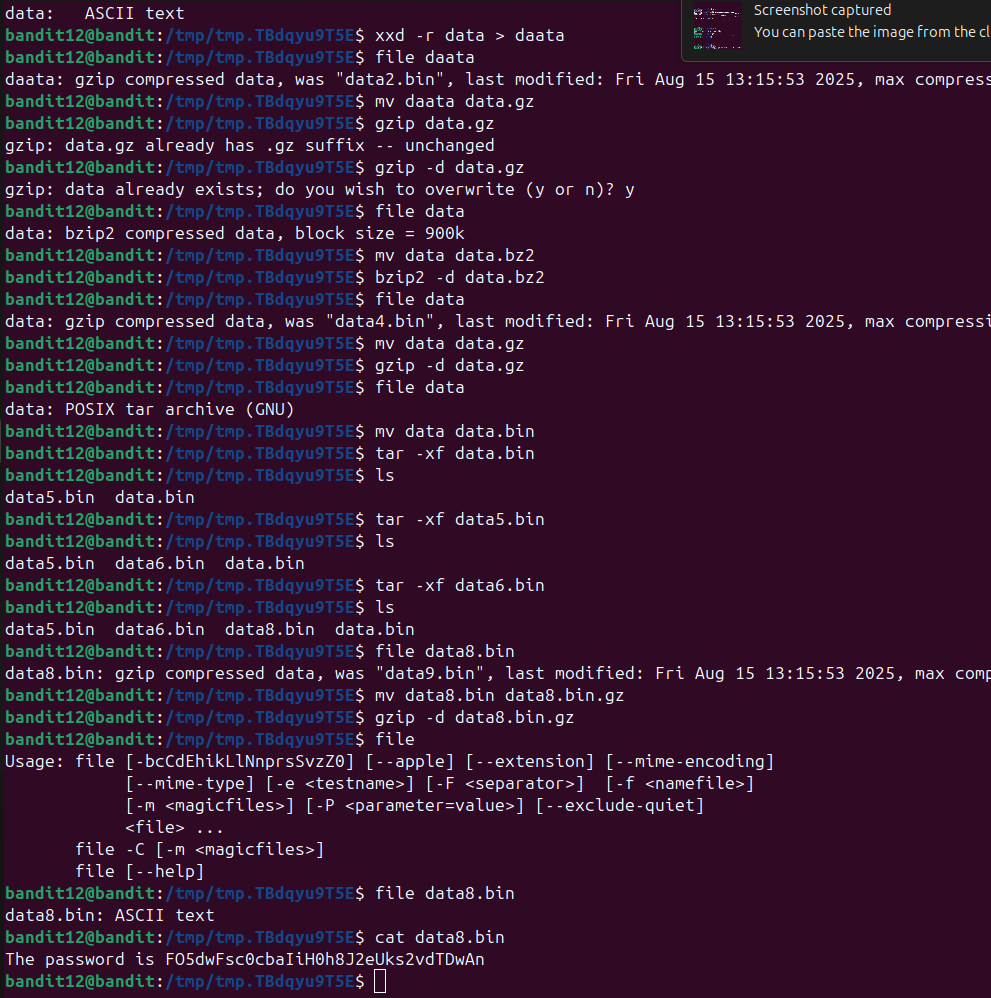 data:   ASCII text
Screenshot captured
bandit12@bandit:/tmp/tmp.TBdqyu9T5E$ xxd -r data > daata
You can paste the image from the cl
bandit12@bandit:/tmp/tmp.TBdqyu9T5E$ file daata
daata: gzip compressed data, was "data2.bin", last modified: Fri Aug 15 13:15:53 2025, max compress
bandit12@bandit:/tmp/tmp.TBdqyu9T5E$ mv daata data.gz
bandit12@bandit:/tmp/tmp.TBdqyu9T5E$ gzip data.gz
gzip: data.gz already has .gz suffix -- unchanged
bandit12@bandit:/tmp/tmp.TBdqyu9T5E$ gzip -d data.gz
gzip: data already exists; do you wish to overwrite (y or n)? y
bandit12@bandit:/tmp/tmp.TBdqyu9T5E$ file data
data: bzip2 compressed data, block size = 900k
bandit12@bandit:/tmp/tmp.TBdqyu9T5E$ mv data data.bz2
bandit12@bandit:/tmp/tmp.TBdqyu9T5E$ bzip2 -d data.bz2
bandit12@bandit:/tmp/tmp.TBdqyu9T5E$ file data
data: gzip compressed data, was "data4.bin", last modified: Fri Aug 15 13:15:53 2025, max compressi
bandit12@bandit:/tmp/tmp.TBdqyu9T5E$ mv data data.gz
bandit12@bandit:/tmp/tmp.TBdqyu9T5E$ gzip -d data.gz
bandit12@bandit:/tmp/tmp.TBdqyu9T5E$ file data
data: POSIX tar archive (GNU)
bandit12@bandit:/tmp/tmp.TBdqyu9T5E$ mv data data.bin
bandit12@bandit:/tmp/tmp.TBdqyu9T5E$ tar -xf data.bin
bandit12@bandit:/tmp/tmp.TBdqyu9T5E$ ls
data5.bin  data.bin
bandit12@bandit:/tmp/tmp.TBdqyu9T5E$ tar -xf data5.bin
bandit12@bandit:/tmp/tmp.TBdqyu9T5E$ ls
data5.bin  data6.bin  data.bin
bandit12@bandit:/tmp/tmp.TBdqyu9T5E$ tar -xf data6.bin
bandit12@bandit:/tmp/tmp.TBdqyu9T5E$ ls
data5.bin  data6.bin  data8.bin  data.bin
bandit12@bandit:/tmp/tmp.TBdqyu9T5E$ file data8.bin
data8.bin: gzip compressed data, was "data9.bin", last modified: Fri Aug 15 13:15:53 2025, max comp
bandit12@bandit:/tmp/tmp.TBdqyu9T5E$ mv data8.bin data8.bin.gz
bandit12@bandit:/tmp/tmp.TBdqyu9T5E$ gzip -d data8.bin.gz
bandit12@bandit:/tmp/tmp.TBdqyu9T5E$ file
Usage: file [-bcCdEhikLlNnprsSvzZ0] [--apple] [--extension] [--mime-encoding]
            [--mime-type] [-e <testname>] [-F <separator>]  [-f <namefile>]
            [-m <magicfiles>] [-P <parameter=value>] [--exclude-quiet]
            <file> ...
       file -C [-m <magicfiles>]
       file [--help]
bandit12@bandit:/tmp/tmp.TBdqyu9T5E$ file data8.bin
data8.bin: ASCII text
bandit12@bandit:/tmp/tmp.TBdqyu9T5E$ cat data8.bin
The password is FO5dwFsc0cbaIiH0h8J2eUks2vdTDwAn
bandit12@bandit:/tmp/tmp.TBdqyu9T5E$